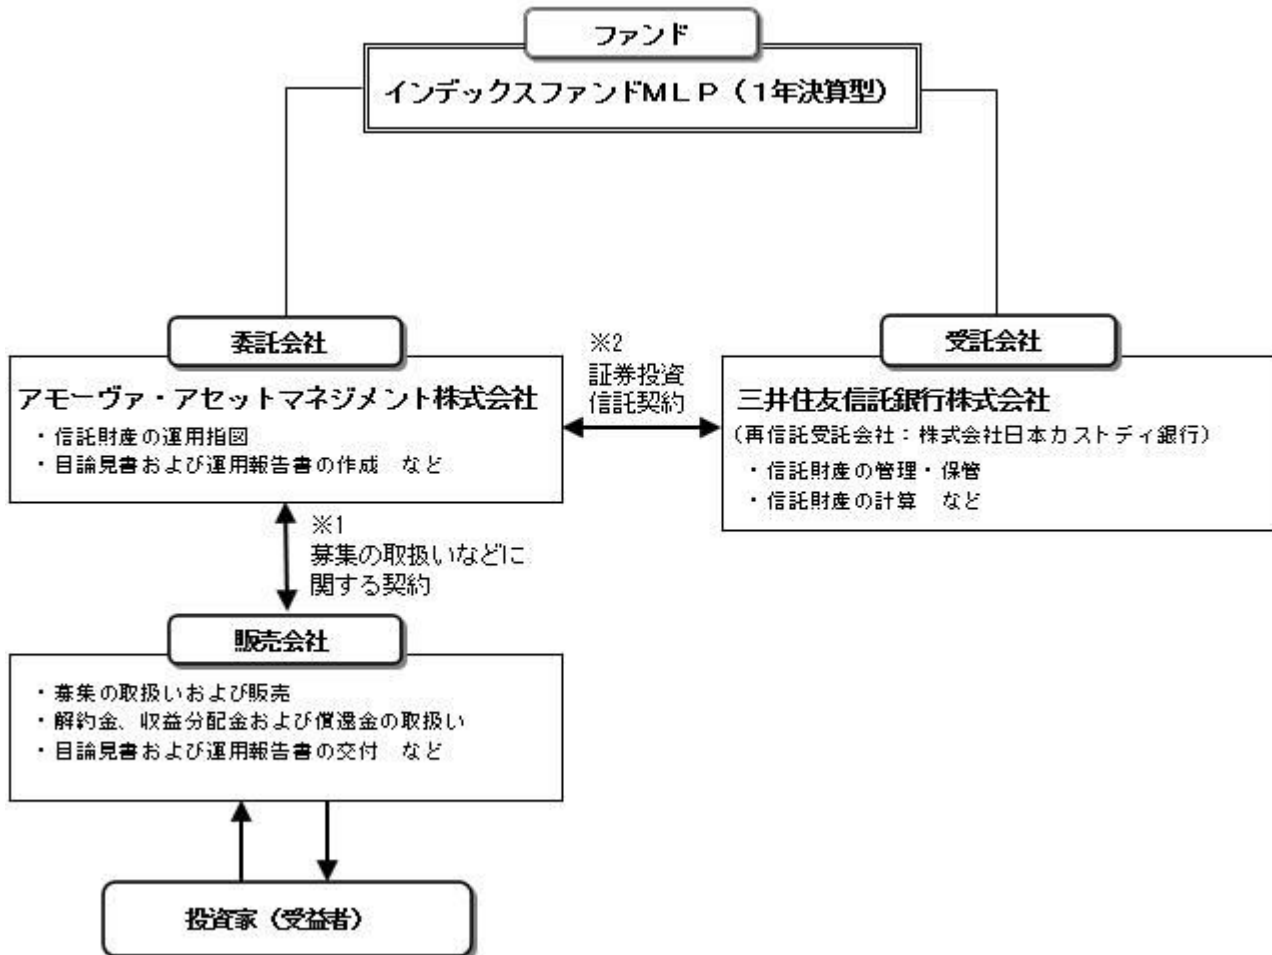 ファンド
インデックスファンドMLP（1年決算型）
委託会社
アモーヴァ・アセットマネジメント株式会社
・信託財産の運用指図
・目論見書および運用報告書の作成　など
※2
証券投資
信託契約
受託会社
三井住友信託銀行株式会社
（再信託受託会社：株式会社日本カストディ銀行）
・信託財産の管理・保管
・信託財産の計算　など
※1
募集の取扱いなどに
関する契約
販売会社
・募集の取扱いおよび販売
・解約金、収益分配金および償還金の取扱い
・目論見書および運用報告書の交付　など
投資家（受益者）